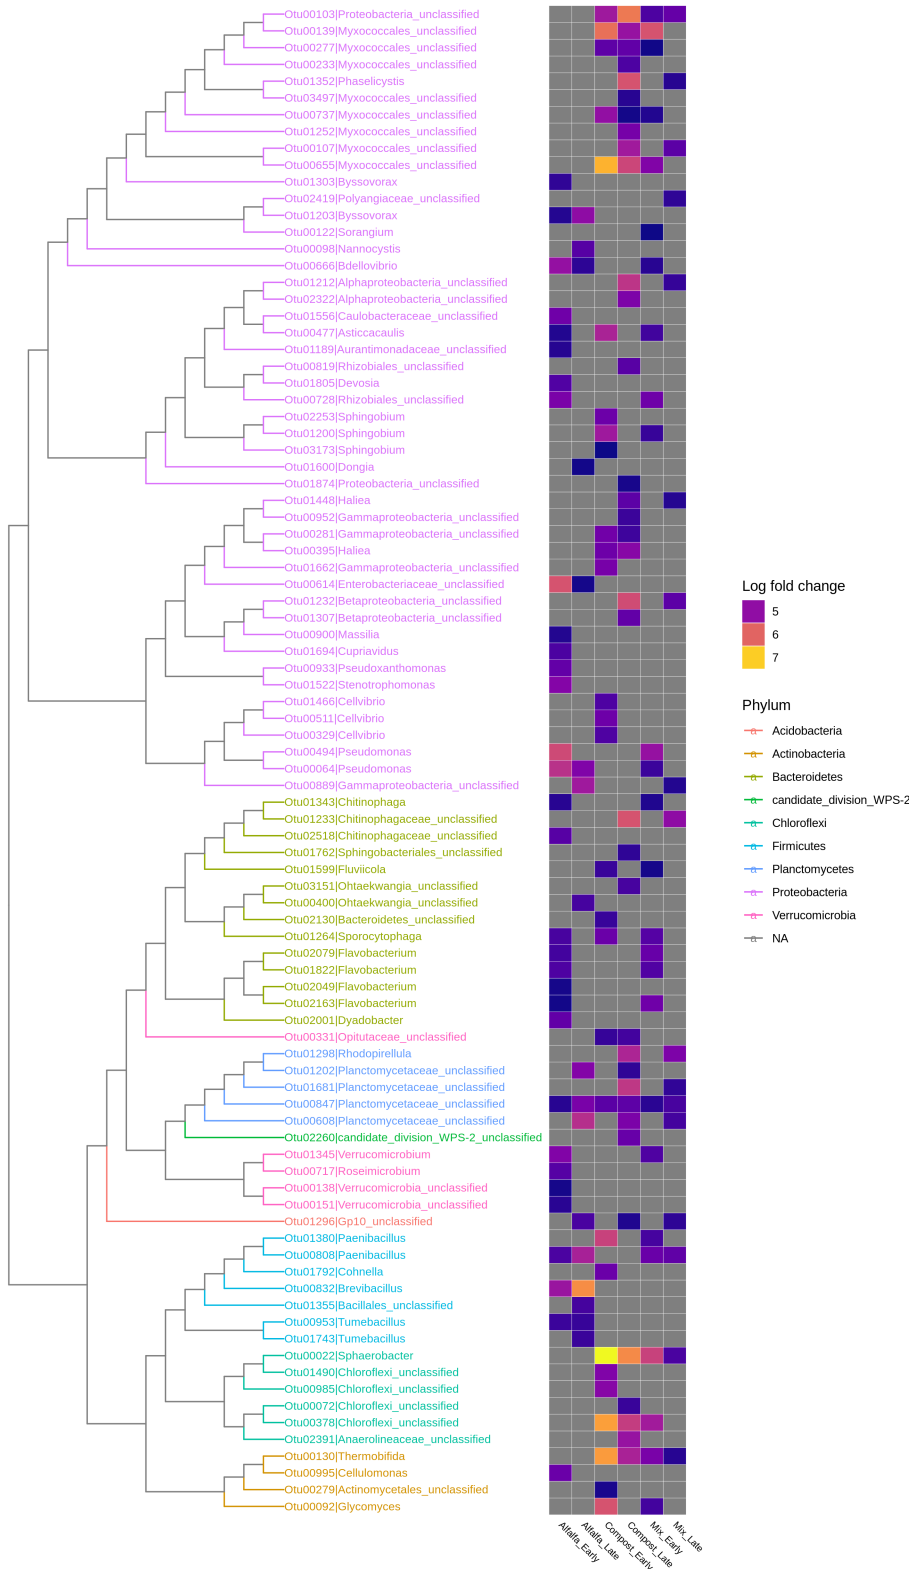 Otu00103|Proteobacteria_unclassified
Otu00139|Myxococcales_unclassified
Otu00277|Myxococcales_unclassified
Otu00233|Myxococcales_unclassified
Otu01352|Phaselicystis
Otu03497|Myxococcales_unclassified
Otu00737|Myxococcales_unclassified
Otu01252|Myxococcales_unclassified
Otu00107|Myxococcales_unclassified
Otu00655|Myxococcales_unclassified
Otu01303|Byssovorax
Otu02419|Polyangiaceae_unclassified
Otu01203|Byssovorax
Otu00122|Sorangium
Otu00098|Nannocystis
Otu00666|Bdellovibrio
Otu01212|Alphaproteobacteria_unclassified
Otu02322|Alphaproteobacteria_unclassified
Otu01556|Caulobacteraceae_unclassified
Otu00477|Asticcacaulis
Otu01189|Aurantimonadaceae_unclassified
Otu00819|Rhizobiales_unclassified
Otu01805|Devosia
Otu00728|Rhizobiales_unclassified
Otu02253|Sphingobium
Otu01200|Sphingobium
Otu03173|Sphingobium
Otu01600|Dongia
Otu01874|Proteobacteria_unclassified
Otu01448|Haliea
Otu00952|Gammaproteobacteria_unclassified
Otu00281|Gammaproteobacteria_unclassified
Otu00395|Haliea
Otu01662|Gammaproteobacteria_unclassified
Otu00614|Enterobacteriaceae_unclassified
Otu01232|Betaproteobacteria_unclassified
Otu01307|Betaproteobacteria_unclassified
Otu00900|Massilia
Otu01694|Cupriavidus
Otu00933|Pseudoxanthomonas
Otu01522|Stenotrophomonas
Otu01466|Cellvibrio
Otu00511|Cellvibrio
Otu00329|Cellvibrio
Otu00494|Pseudomonas
Otu00064|Pseudomonas
Otu00889|Gammaproteobacteria_unclassified
Otu01343|Chitinophaga
Otu01233|Chitinophagaceae_unclassified
Otu02518|Chitinophagaceae_unclassified
Otu01762|Sphingobacteriales_unclassified
Otu01599|Fluviicola
Otu03151|Ohtaekwangia_unclassified
Otu00400|Ohtaekwangia_unclassified
Otu02130|Bacteroidetes_unclassified
Otu01264|Sporocytophaga
Otu02079|Flavobacterium
Otu01822|Flavobacterium
Otu02049|Flavobacterium
Otu02163|Flavobacterium
Otu02001|Dyadobacter
Otu00331|Opitutaceae_unclassified
Otu01298|Rhodopirellula
Otu01202|Planctomycetaceae_unclassified
Otu01681|Planctomycetaceae_unclassified
Otu00847|Planctomycetaceae_unclassified
Otu00608|Planctomycetaceae_unclassified
Otu02260|candidate_division_WPS-2_unclassified
Otu01345|Verrucomicrobium
Otu00717|Roseimicrobium
Otu00138|Verrucomicrobia_unclassified
Otu00151|Verrucomicrobia_unclassified
Otu01296|Gp10_unclassified
Otu01380|Paenibacillus
Otu00808|Paenibacillus
Otu01792|Cohnella
Otu00832|Brevibacillus
Otu01355|Bacillales_unclassified
Otu00953|Tumebacillus
Otu01743|Tumebacillus
Otu00022|Sphaerobacter
Otu01490|Chloroflexi_unclassified
Otu00985|Chloroflexi_unclassified
Otu00072|Chloroflexi_unclassified
Otu00378|Chloroflexi_unclassified
Otu02391|Anaerolineaceae_unclassified
Otu00130|Thermobifida
Otu00995|Cellulomonas
Otu00279|Actinomycetales_unclassified
Otu00092|Glycomyces
Alfalfa_Early
Alfalfa_Late
Compost_Early
Compost_Late
Mix_Early
Mix_Late
Log fold change
5
6
7
Phylum
a Acidobacteria
a Actinobacteria
a Bacteroidetes
a candidate_division_WPS-2
a Chloroflexi
a Firmicutes
a Planctomycetes
a Proteobacteria
a Verrucomicrobia
a NA